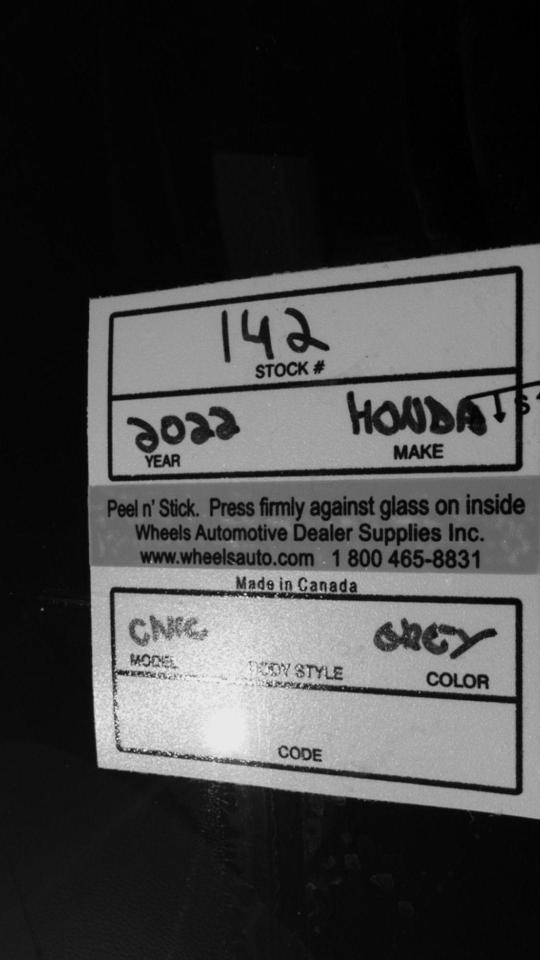 142
STOCK #
2022 HONDA
YEAR MAKE
Peel n' Stick. Press firmly against glass on inside
Wheels Automotive Dealer Supplies Inc.
www.wheelsauto.com 1 800 465-8831
Made in Canada
CIVIC GREY
MODEL BODY STYLE COLOR
CODE